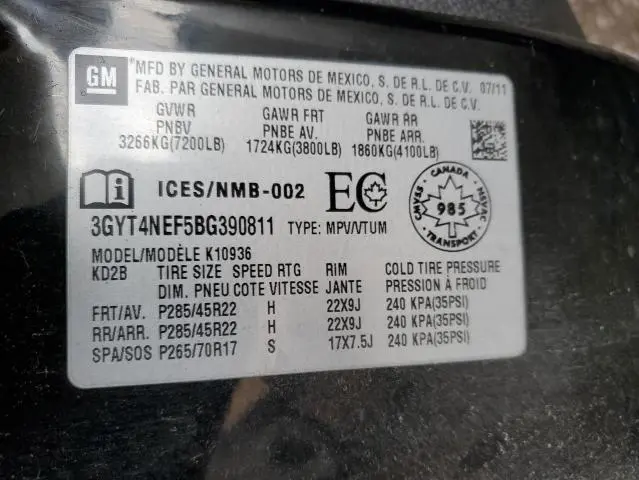 GM
MFD BY GENERAL MOTORS DE MEXICO, S. DE R.L. DE C.V. 07/11
FAB. PAR GENERAL MOTORS DE MEXICO, S. DE R.L. DE C.V.
GVWR GAWR FRT GAWR RR
PNBV PNBE AV. PNBE ARR.
3266KG(7200LB) 1724KG(3800LB) 1860KG(4100LB)
ICES/NMB-002 EC
CANADA
CMVSS 985 NSVAC
TRANSPORT
3GYT4NEF5BG390811 TYPE: MPV/VTUM
MODEL/MODÈLE K10936
KD2B TIRE SIZE SPEED RTG RIM COLD TIRE PRESSURE
DIM. PNEU COTE VITESSE JANTE PRESSION À FROID
FRT/AV. P285/45R22 H 22X9J 240 KPA(35PSI)
RR/ARR. P285/45R22 H 22X9J 240 KPA(35PSI)
SPA/SOS P265/70R17 S 17X7.5J 240 KPA(35PSI)